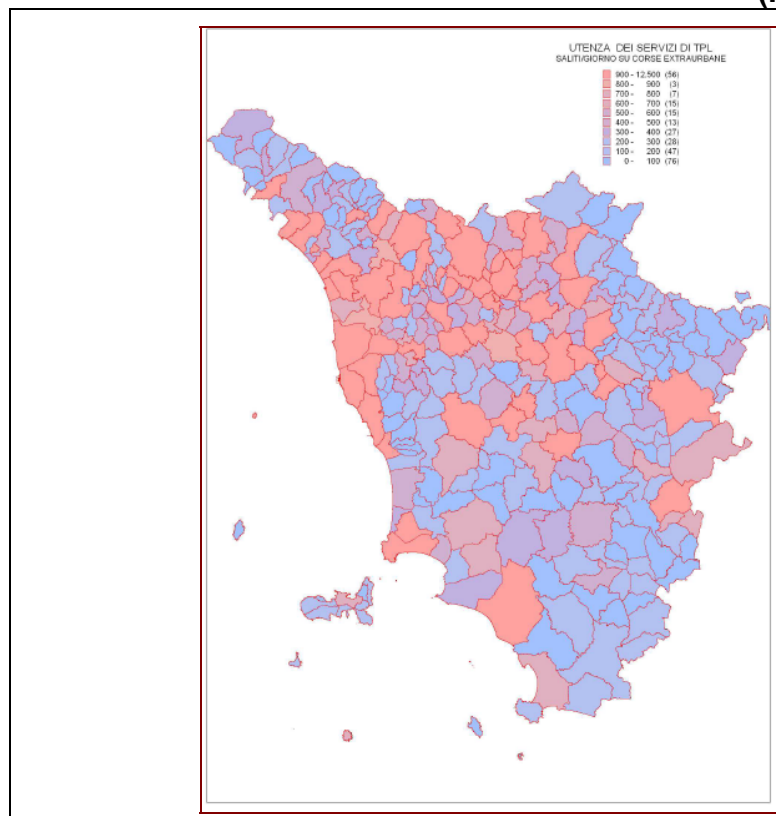 (
UTENZA DEI SERVIZI DI TPL
SALITI/GIORNO SU CORSE EXTRAURBANE
900 - 12,500 (56)
800 - 900 (3)
700 - 800 (7)
600 - 700 (15)
500 - 600 (15)
400 - 500 (13)
300 - 400 (27)
200 - 300 (28)
100 - 200 (47)
0 - 100 (76)